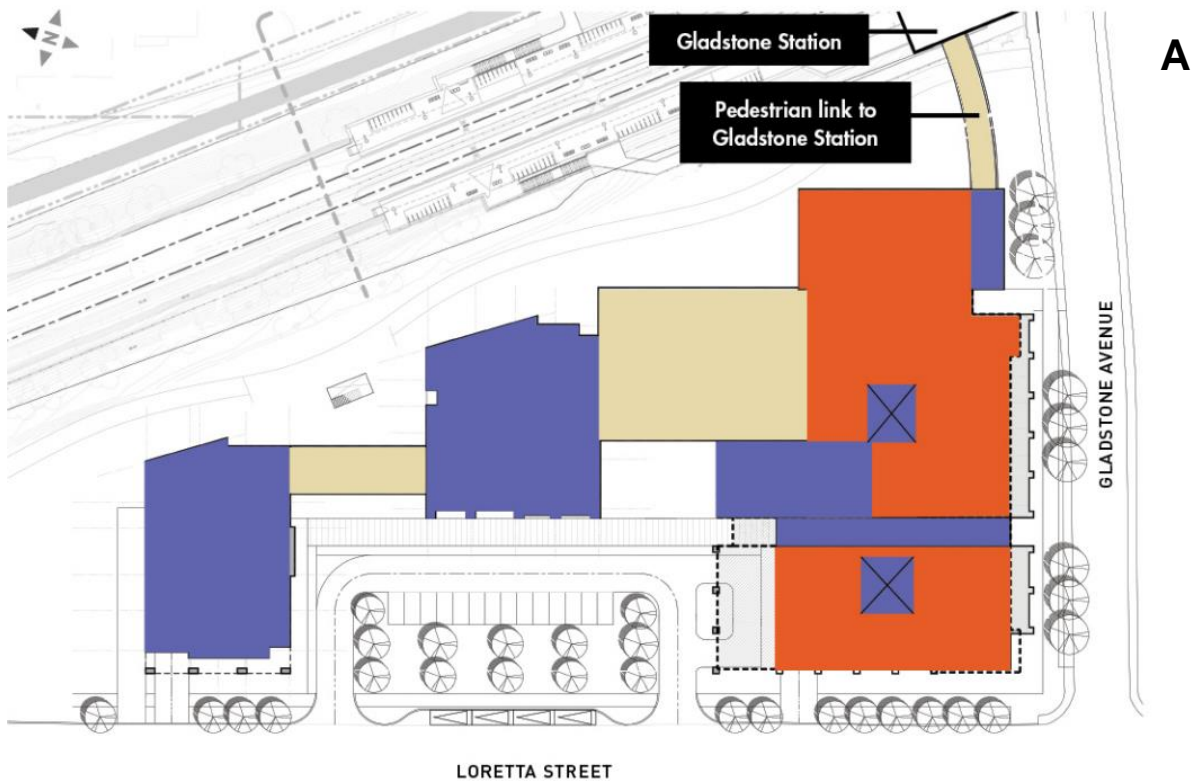 N
Gladstone Station
A
Pedestrian link to
Gladstone Station
GLADSTONE AVENUE
LORETTA STREET